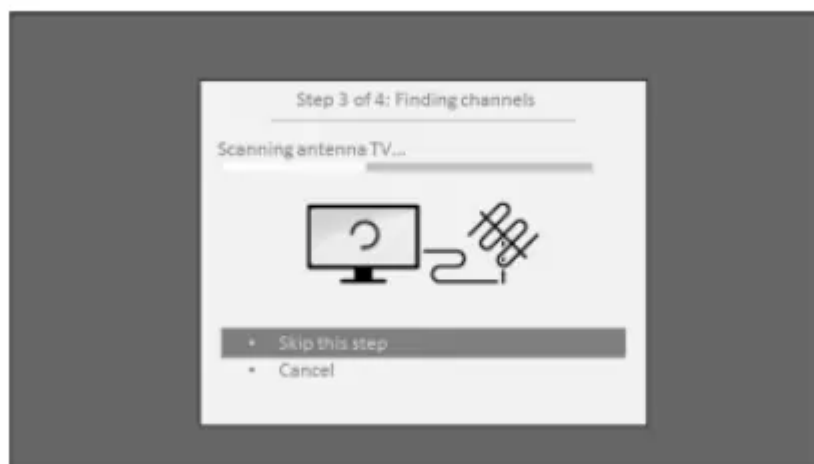 Step 3 of 4: Finding channels
Scanning antenna TV...
• Skip this step
• Cancel